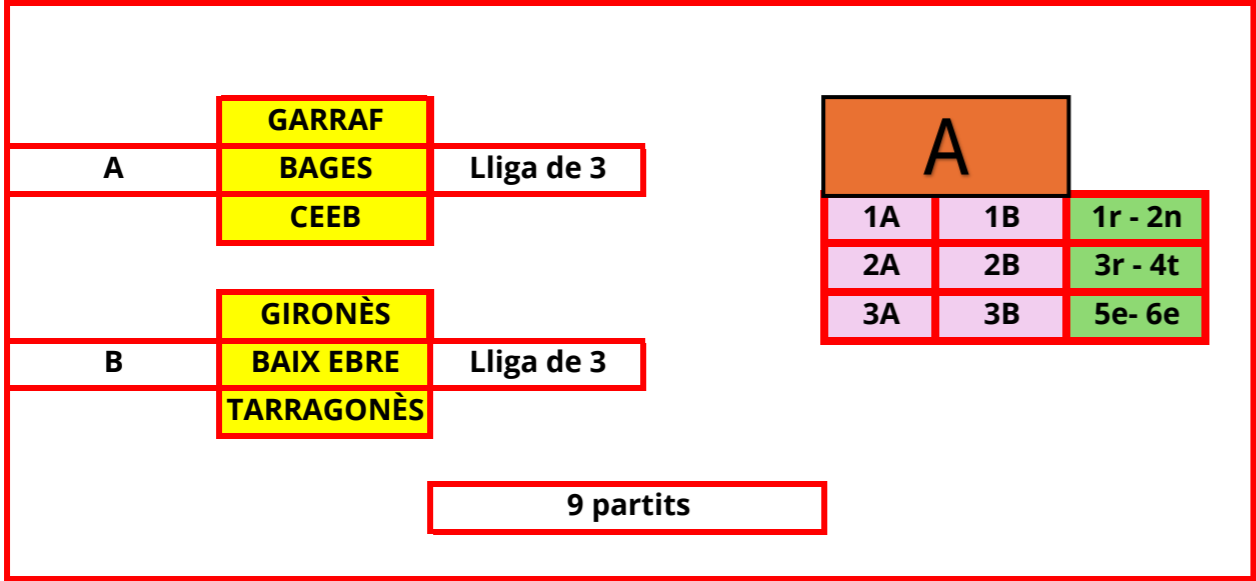 GARRAF
A BAGES Lliga de 3
CEEB
GIRONÈS
B BAIX EBRE Lliga de 3
TARRAGONÈS
A
1A 1B 1r - 2n
2A 2B 3r - 4t
3A 3B 5e- 6e
9 partits